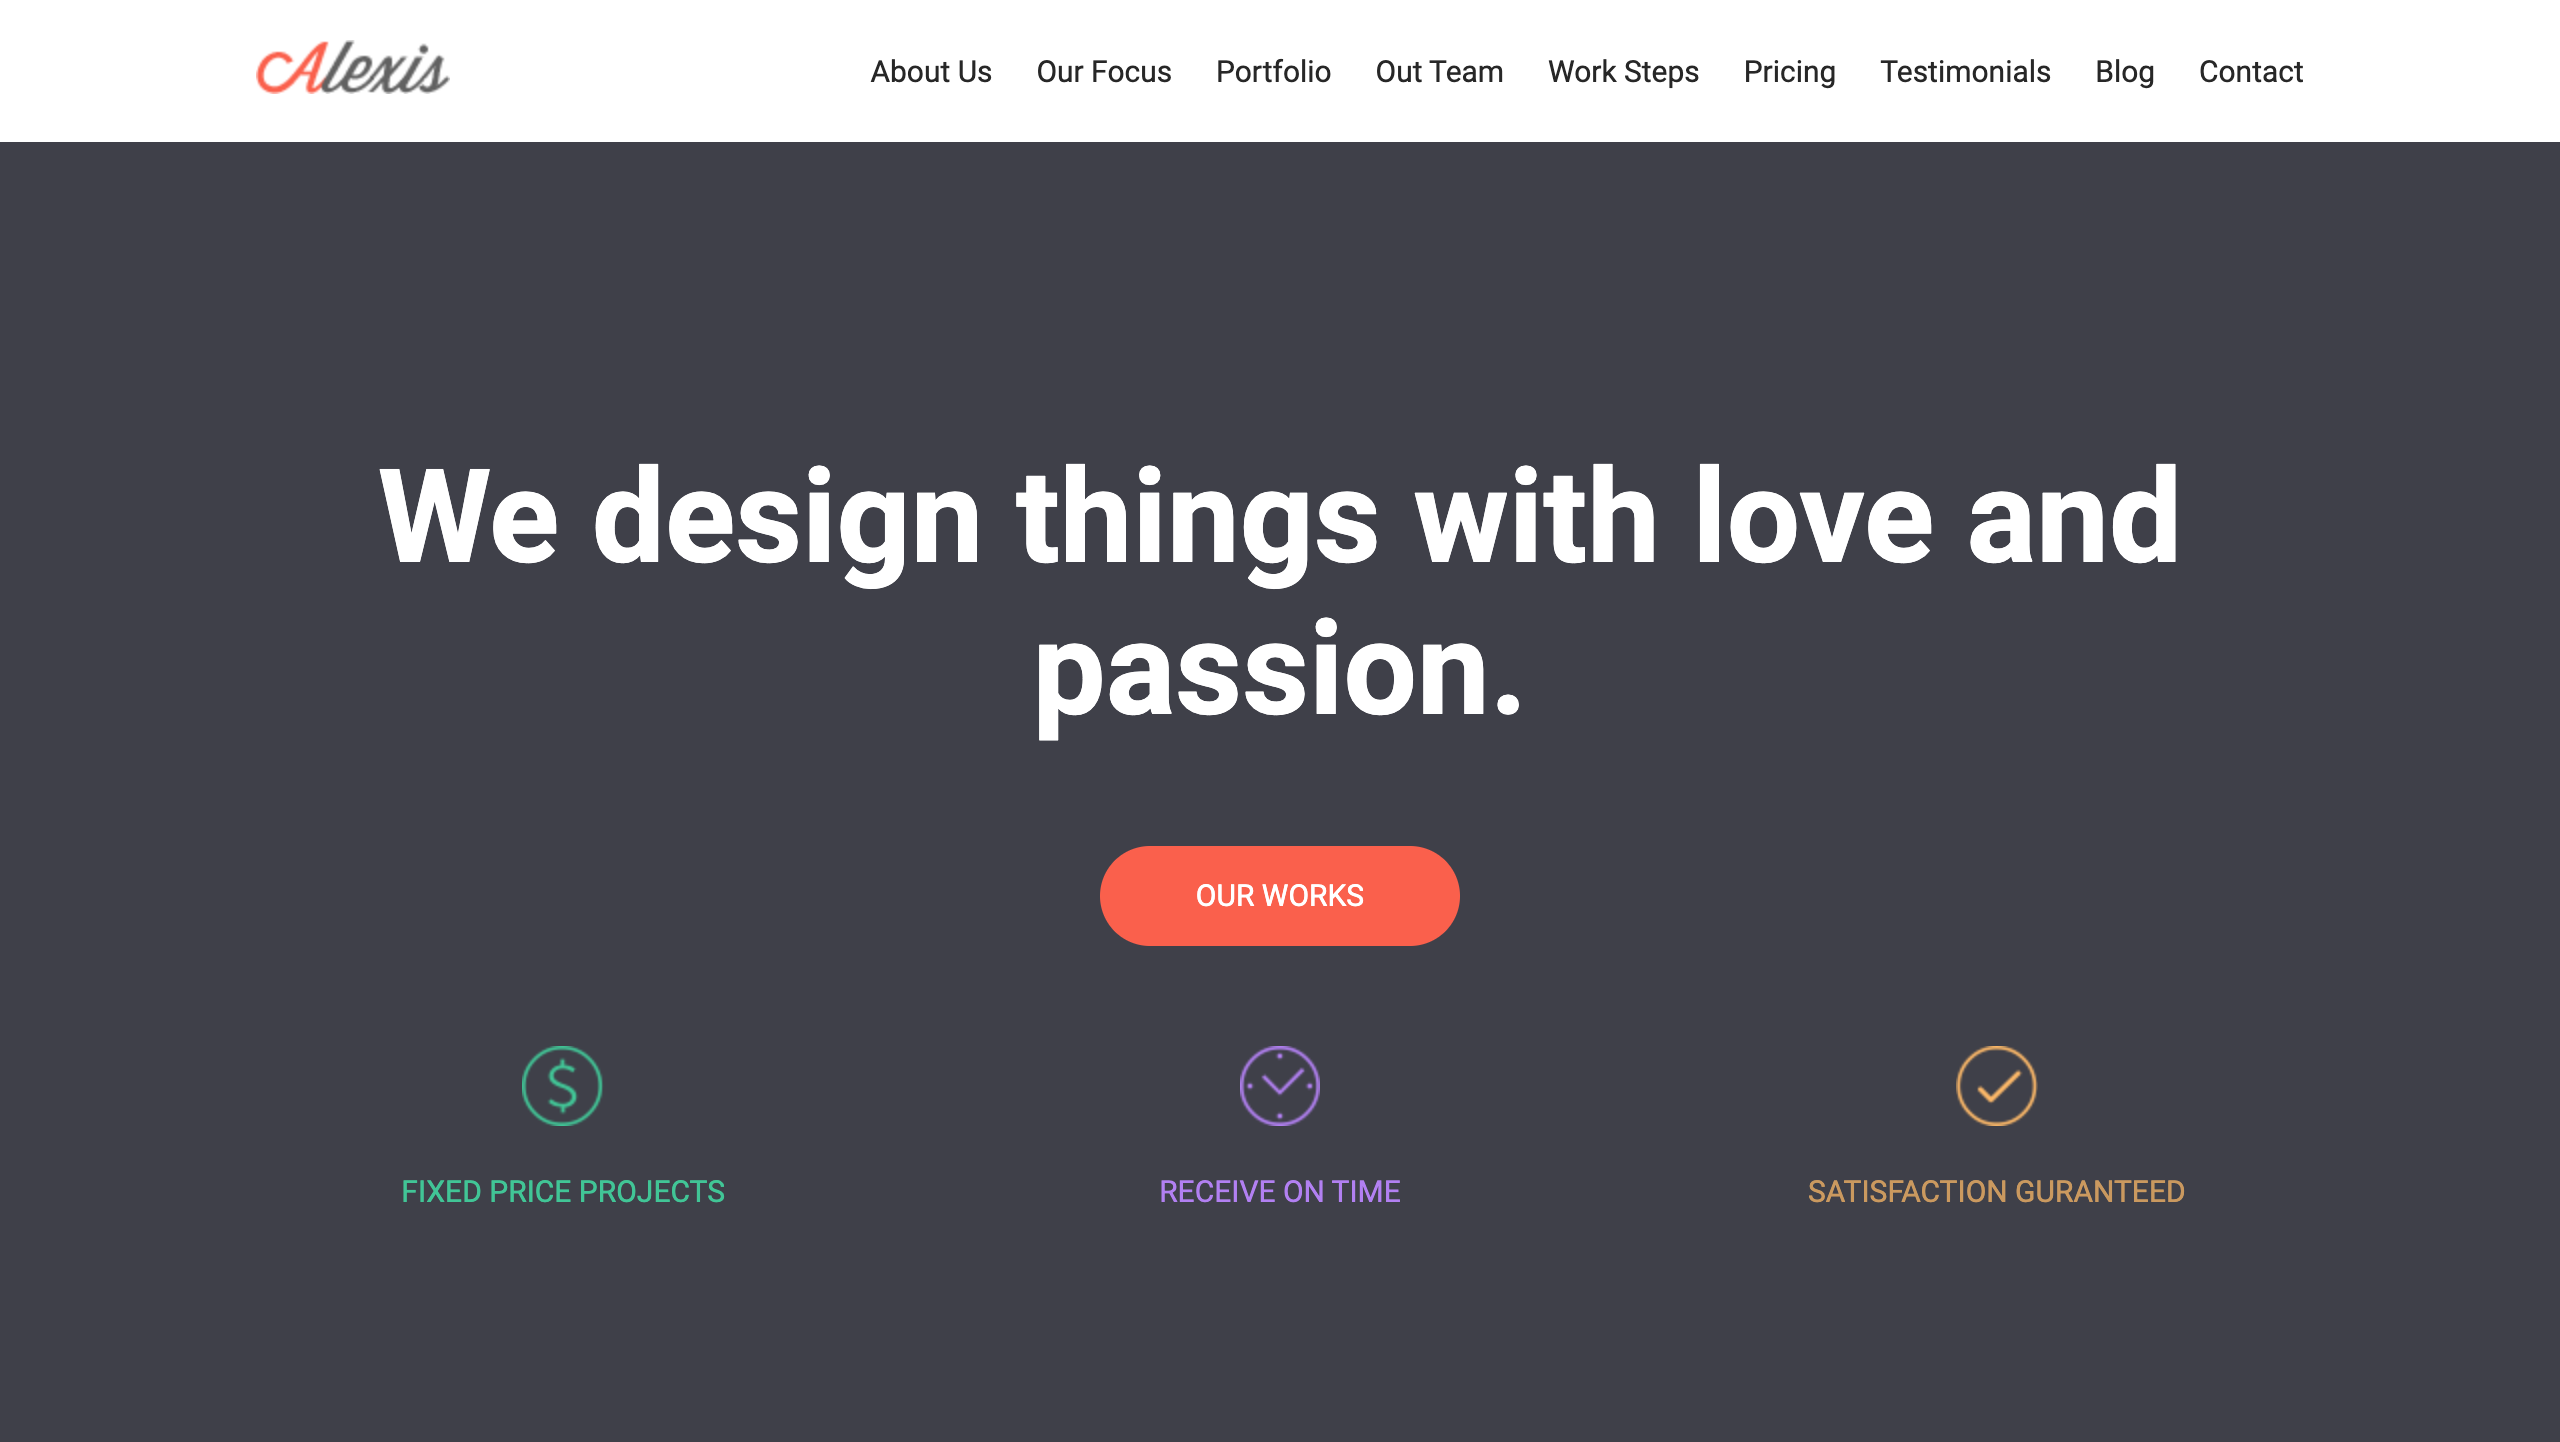 Alexis
About Us Our Focus Portfolio Out Team Work Steps Pricing Testimonials Blog Contact
We design things with love and
passion.
OUR WORKS
FIXED PRICE PROJECTS
RECEIVE ON TIME
SATISFACTION GURANTEED